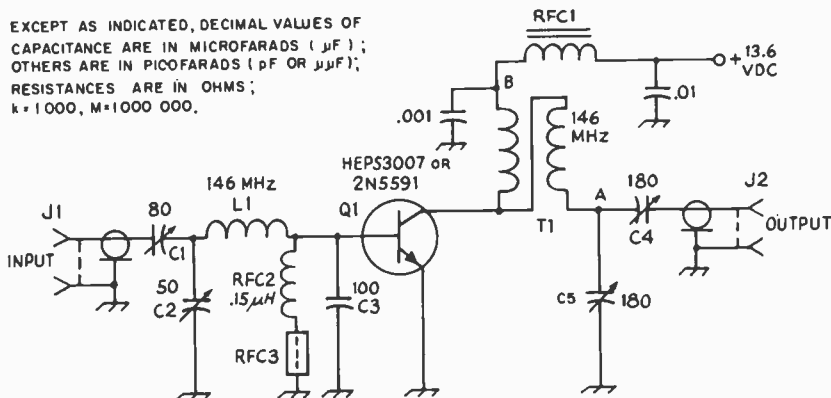 EXCEPT AS INDICATED, DECIMAL VALUES OF
CAPACITANCE ARE IN MICROFARADS ( µF ) ;
OTHERS ARE IN PICOFARADS ( pF OR µµF);
RESISTANCES ARE IN OHMS ;
k = 1000, M=1000 000.
RFC1
+13.6
VDC
B
.001
.01
146
MHz
HEPS3007 OR
2N5591
146 MHz
L1
Q1
J1
80
C1
INPUT
50
C2
RFC2
.15µH
RFC3
100
C3
T1
A
180
C4
J2
OUTPUT
C5
180